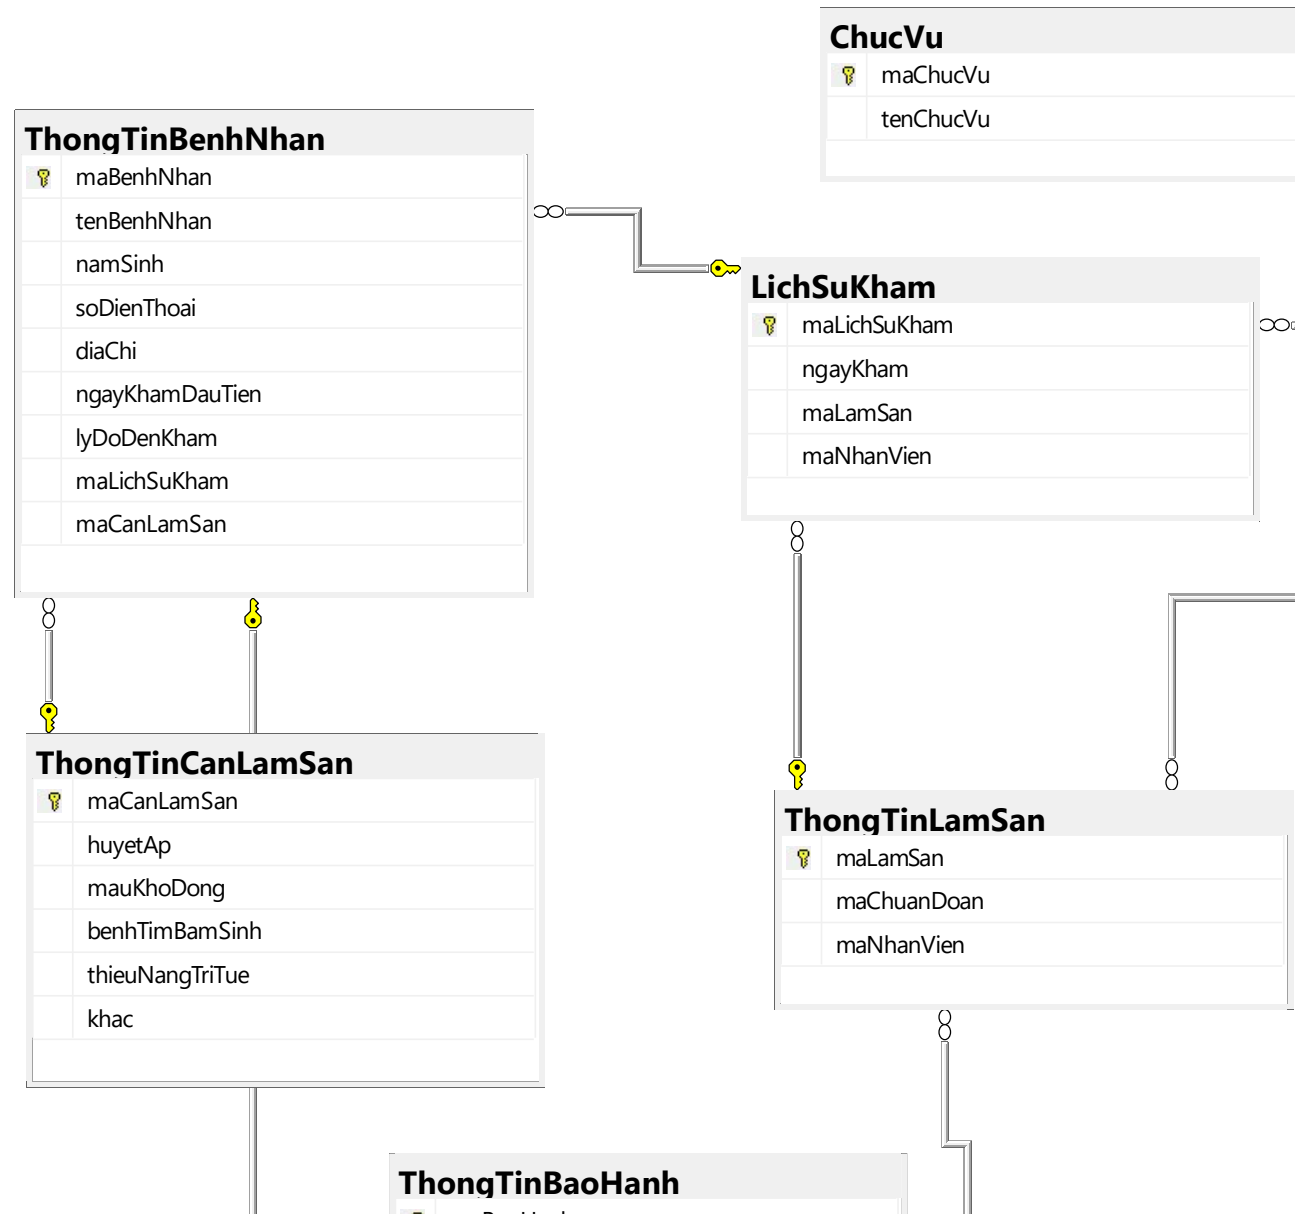 ChucVu
maChucVu
tenChucVu
ThongTinBenhNhan
maBenhNhan
tenBenhNhan
namSinh
soDienThoai
diaChi
ngayKhamDauTien
lyDoDenKham
maLichSuKham
maCanLamSan
LichSuKham
maLichSuKham
ngayKham
maLamSan
maNhanVien
ThongTinCanLamSan
maCanLamSan
huyetAp
mauKhoDong
benhTimBamSinh
thieuNangTriTue
khac
ThongTinLamSan
maLamSan
maChuanDoan
maNhanVien
ThongTinBaoHanh